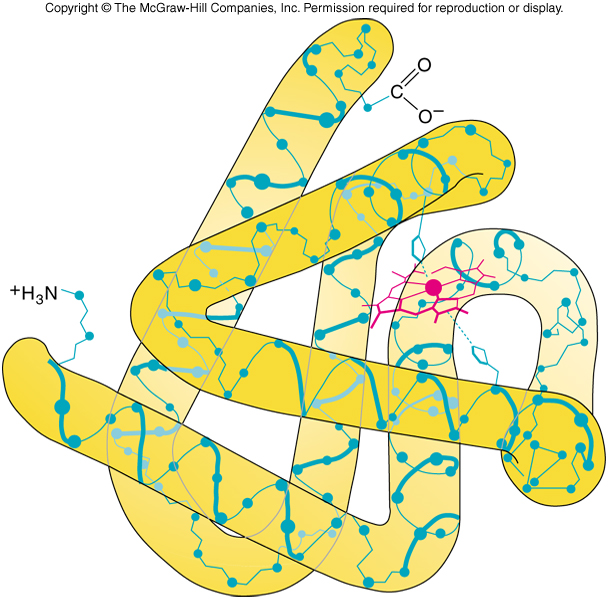 Copyright © The McGraw-Hill Companies, Inc. Permission required for reproduction or display.
O
C
O⁻
⁺H₃N